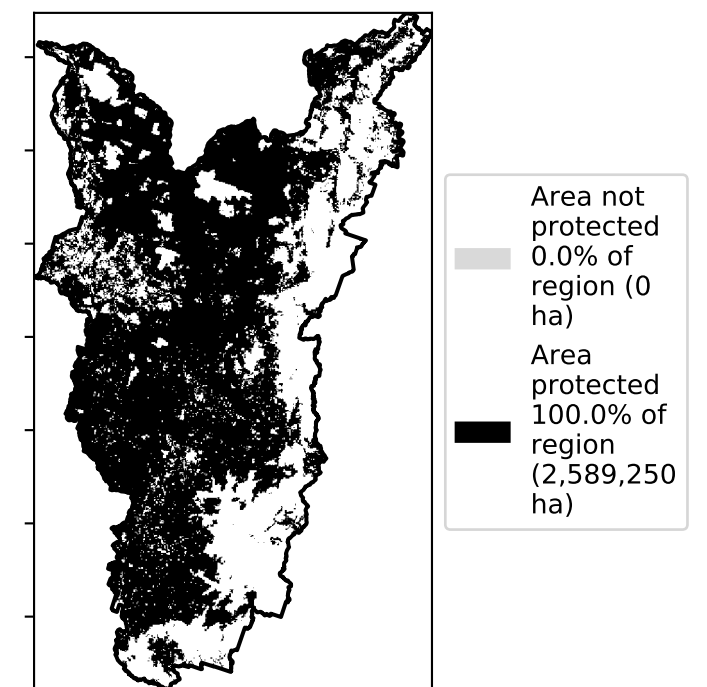 Area not
protected
0.0% of
region (0
ha)
Area
protected
100.0% of
region
(2,589,250
ha)